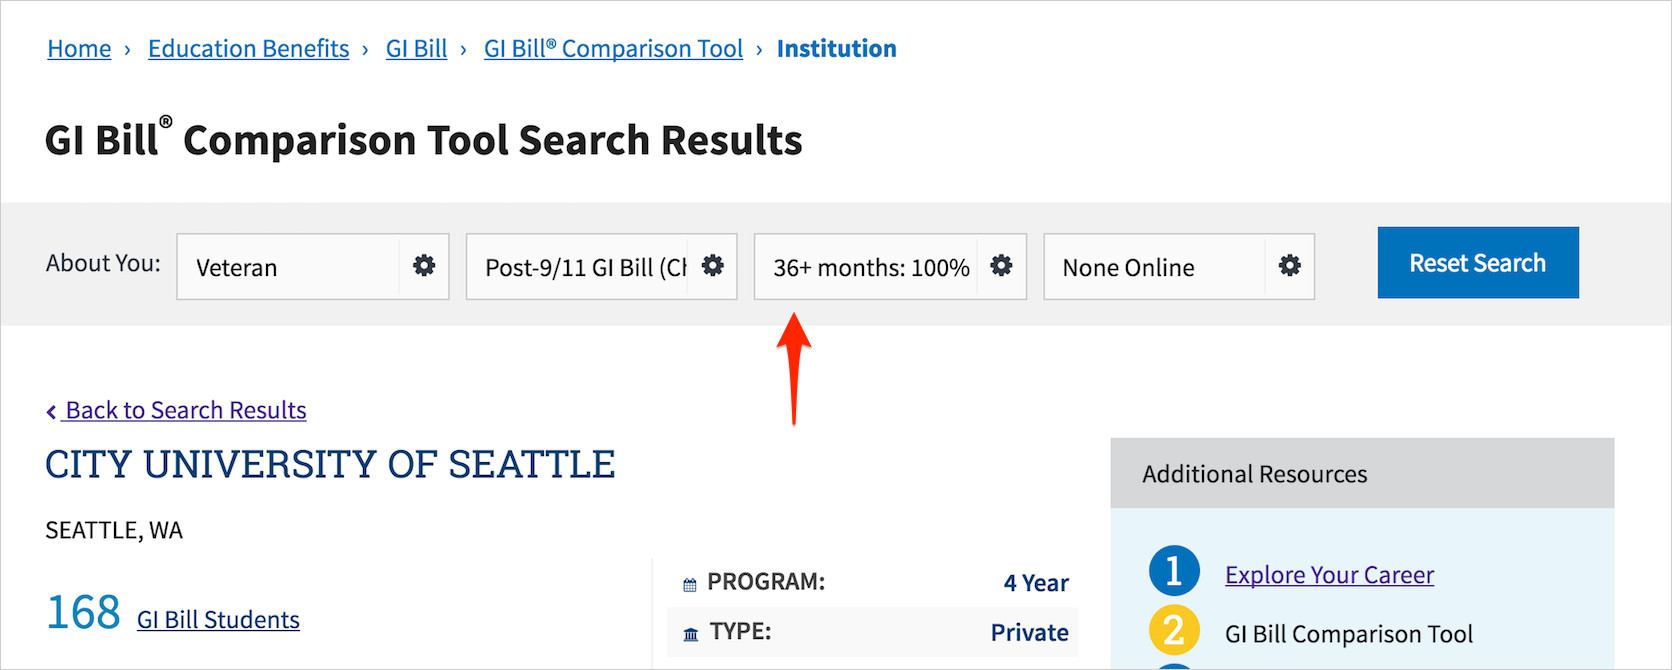 Home › Education Benefits › GI Bill › GI Bill® Comparison Tool › Institution
GI Bill® Comparison Tool Search Results
About You: Veteran Post-9/11 GI Bill (Ch 36+ months: 100% None Online Reset Search
‹ Back to Search Results
CITY UNIVERSITY OF SEATTLE
SEATTLE, WA
168 GI Bill Students
PROGRAM: 4 Year
TYPE: Private
Additional Resources
1 Explore Your Career
2 GI Bill Comparison Tool